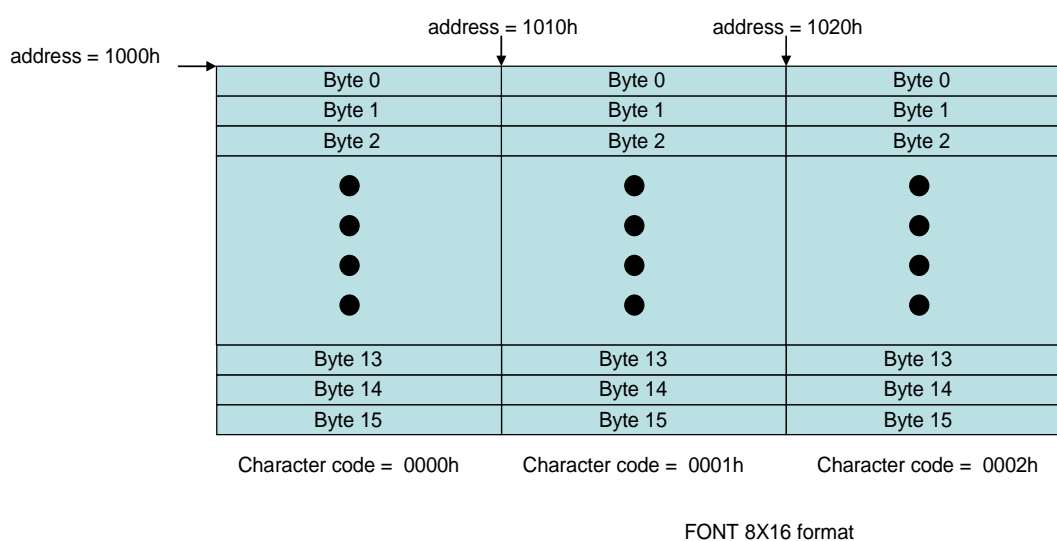 address = 1010h address = 1020h
address = 1000h
Byte 0 Byte 0 Byte 0
Byte 1 Byte 1 Byte 1
Byte 2 Byte 2 Byte 2
Byte 13 Byte 13 Byte 13
Byte 14 Byte 14 Byte 14
Byte 15 Byte 15 Byte 15
Character code = 0000h Character code = 0001h Character code = 0002h
FONT 8X16 format